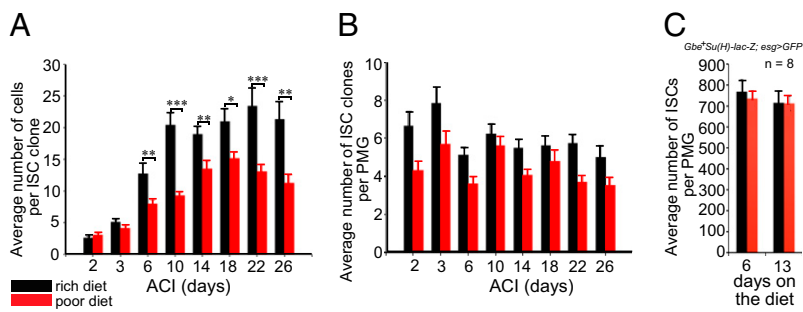 A
Average number of cells
per ISC clone
30
25
20
15
10
5
0
** *** ** * *** **
2 3 6 10 14 18 22 26
ACI (days)
rich diet
poor diet
B
Average number of ISC clones
per PMG
10
8
6
4
2
0
2 3 6 10 14 18 22 26
ACI (days)
C
Gbe+Su(H)-lac-Z; esg>GFP
n = 8
Average number of ISCs
per PMG
900
800
700
600
500
400
300
200
100
0
6 13
days on
the diet